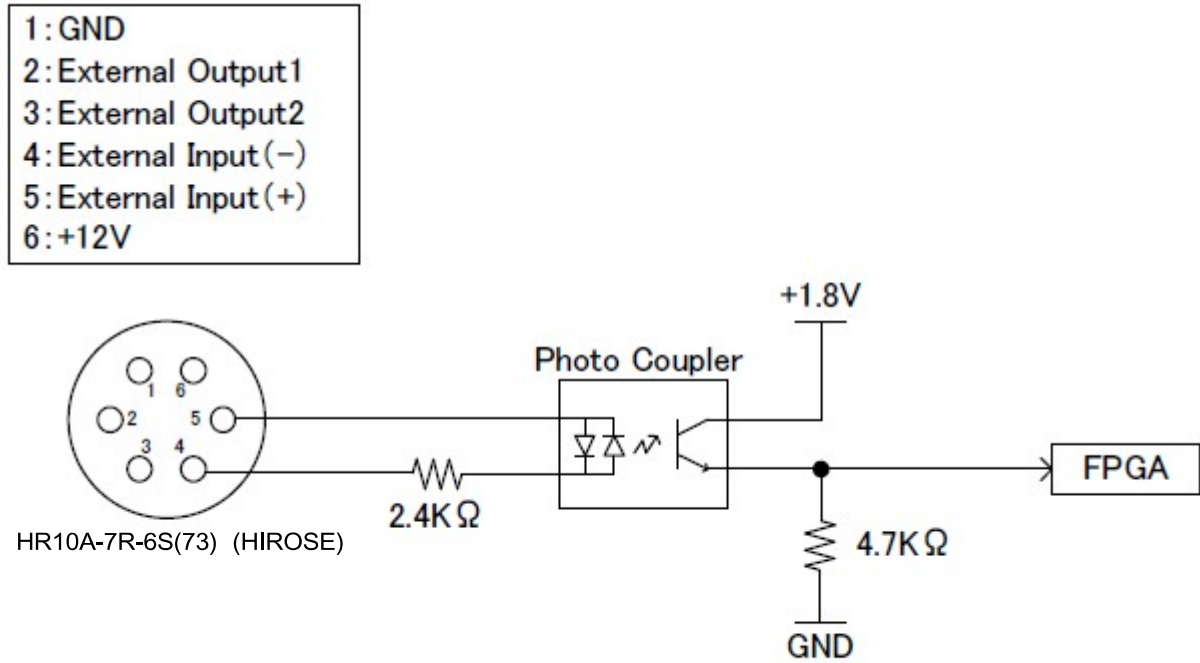 1:GND
2:External Output1
3:External Output2
4:External Input(-)
5:External Input(+)
6:+12V
+1.8V
Photo Coupler
1 6
2 5
3 4
FPGA
2.4KΩ
HR10A-7R-6S(73) (HIROSE)
4.7KΩ
GND